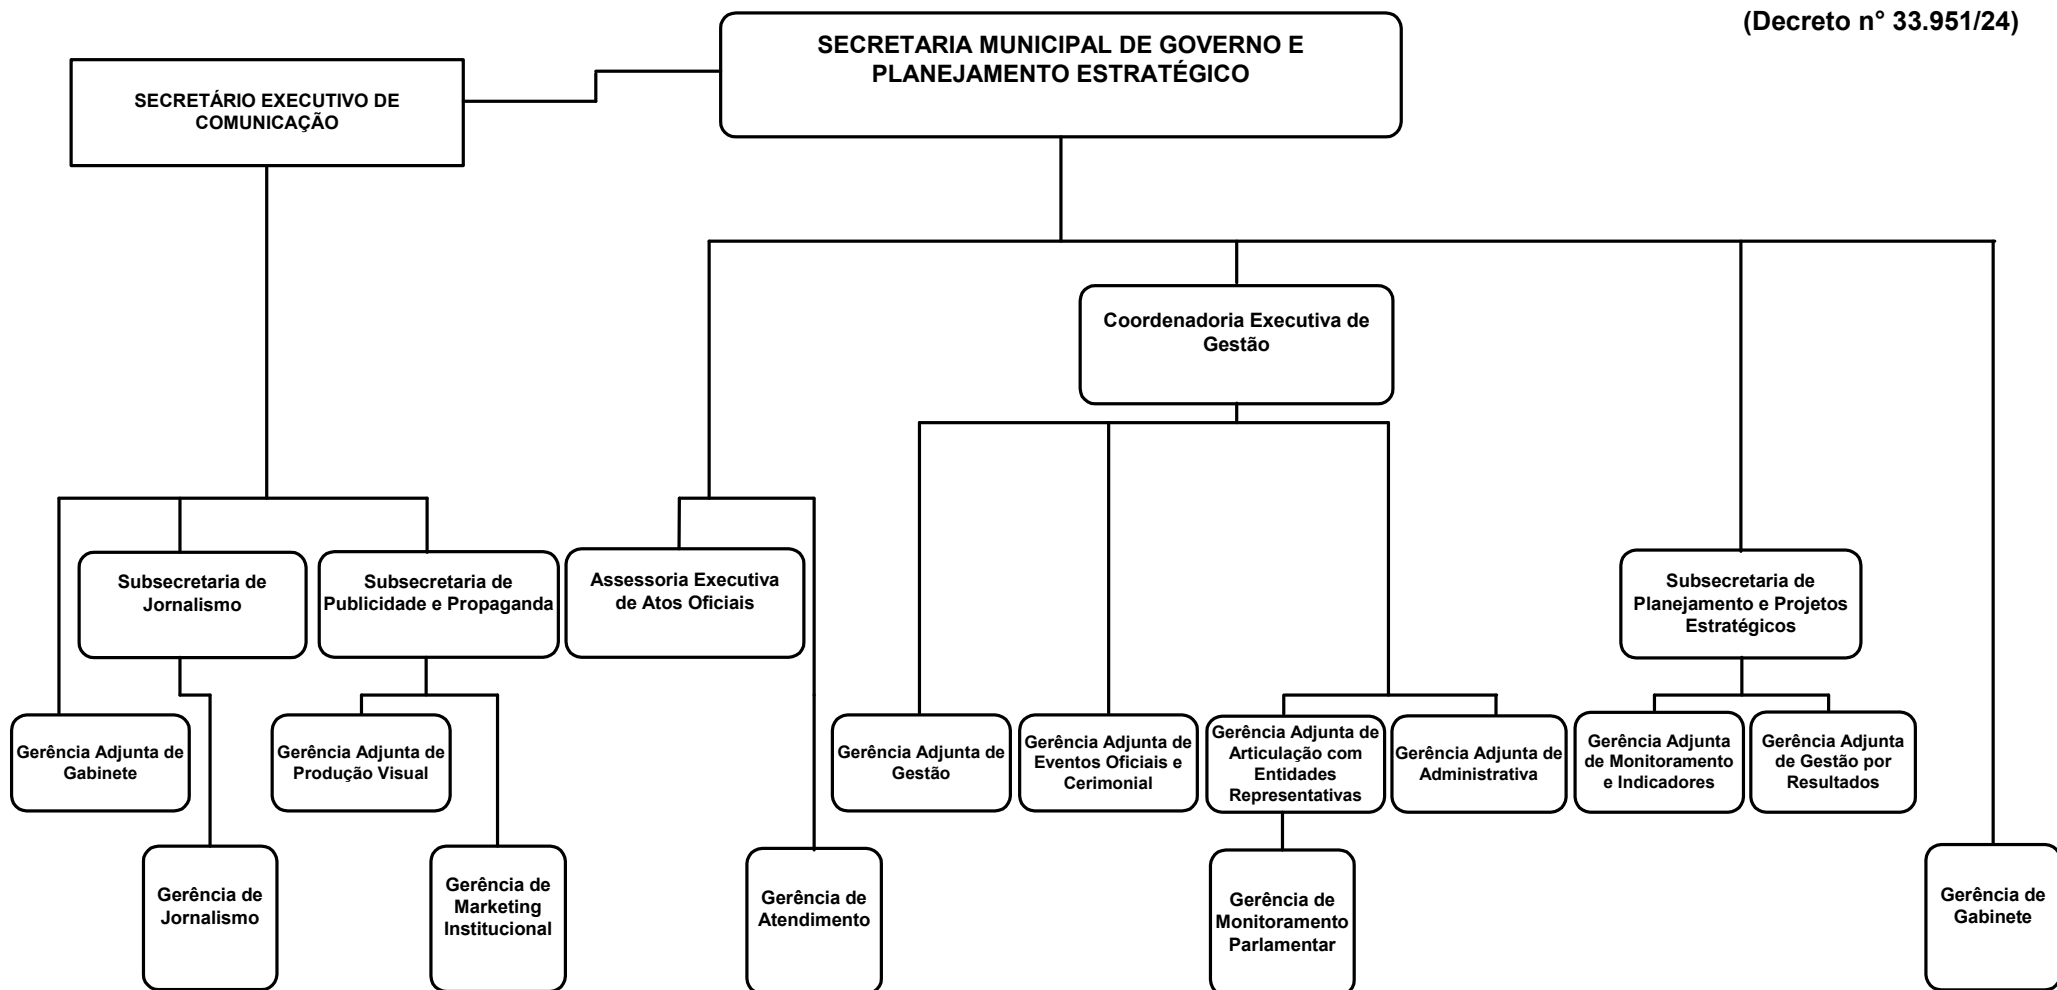 (Decreto n° 33.951/24)
SECRETARIA MUNICIPAL DE GOVERNO E
PLANEJAMENTO ESTRATÉGICO
SECRETÁRIO EXECUTIVO DE
COMUNICAÇÃO
Coordenadoria Executiva de
Gestão
Subsecretaria de
Jornalismo
Subsecretaria de
Publicidade e Propaganda
Assessoria Executiva
de Atos Oficiais
Subsecretaria de
Planejamento e Projetos
Estratégicos
Gerência Adjunta de
Gabinete
Gerência Adjunta de
Produção Visual
Gerência Adjunta de
Gestão
Gerência Adjunta de
Eventos Oficiais e
Cerimonial
Gerência Adjunta de
Articulação com
Entidades
Representativas
Gerência Adjunta de
Administrativa
Gerência Adjunta
de Monitoramento
e Indicadores
Gerência Adjunta
de Gestão por
Resultados
Gerência de
Jornalismo
Gerência de
Marketing
Institucional
Gerência de
Atendimento
Gerência de
Monitoramento
Parlamentar
Gerência de
Gabinete